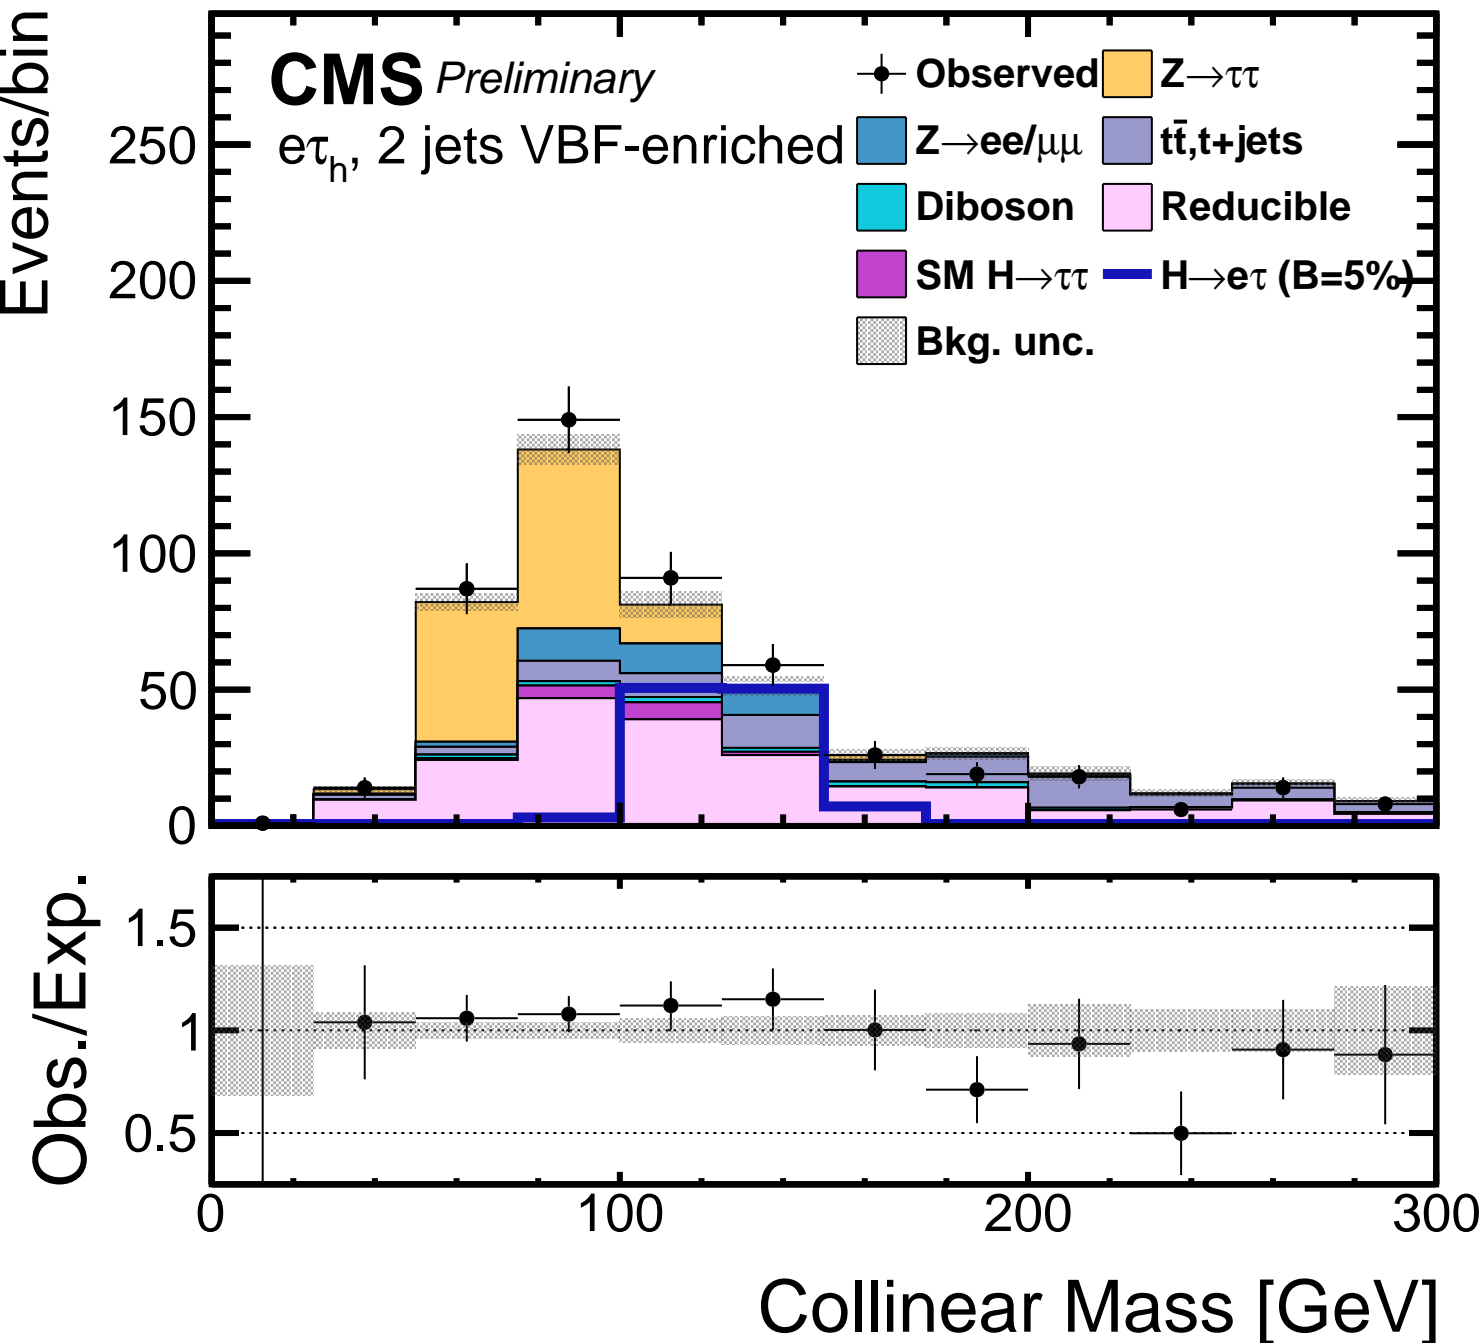 CMS Preliminary
eτh, 2 jets VBF-enriched
Observed
Z→ττ
Z→ee/μμ
tt̄,t+jets
Diboson
Reducible
SM H→ττ
H→eτ (B=5%)
Bkg. unc.
Events/bin
250
200
150
100
50
0
Obs./Exp.
1.5
1
0.5
0 100 200 300
Collinear Mass [GeV]